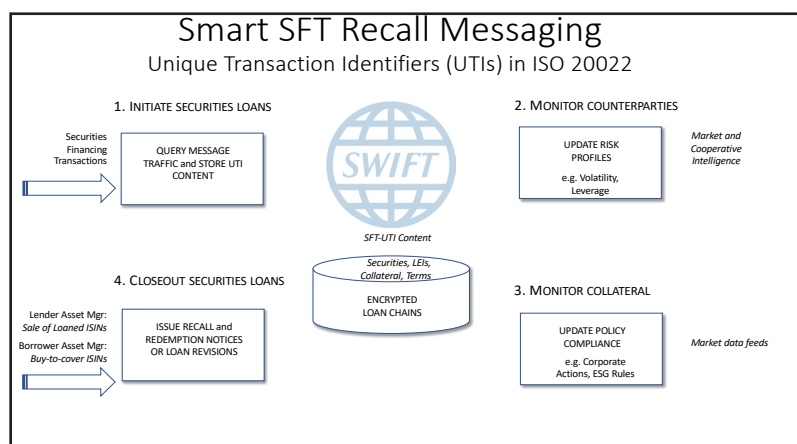 Smart SFT Recall Messaging
Unique Transaction Identifiers (UTIs) in ISO 20022
1. INITIATE SECURITIES LOANS
Securities
Financing
Transactions
QUERY MESSAGE
TRAFFIC and STORE UTI
CONTENT
SWIFT
2. MONITOR COUNTERPARTIES
UPDATE RISK
PROFILES
e.g. Volatility,
Leverage
Market and
Cooperative
Intelligence
SFT-UTI Content
Securities, LEIs,
Collateral, Terms
ENCRYPTED
LOAN CHAINS
3. MONITOR COLLATERAL
UPDATE POLICY
COMPLIANCE
e.g. Corporate
Actions, ESG Rules
Market data feeds
4. CLOSEOUT SECURITIES LOANS
Lender Asset Mgr:
Sale of Loaned ISINs
Borrower Asset Mgr:
Buy-to-cover ISINs
ISSUE RECALL and
REDEMPTION NOTICES
OR LOAN REVISIONS